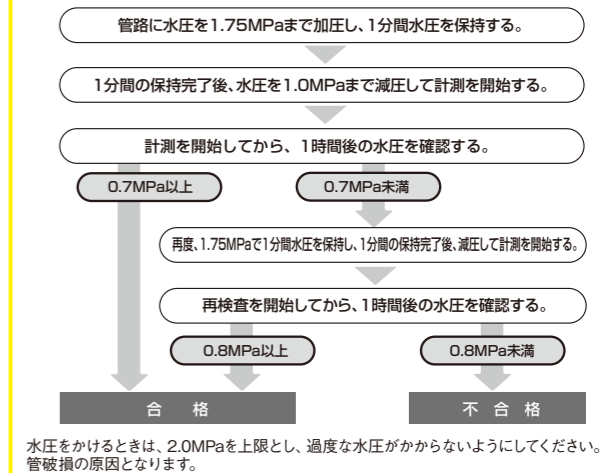 管路に水圧を1.75MPaまで加圧し、1分間水圧を保持する。
1分間の保持完了後、水圧を1.0MPaまで減圧して計測を開始する。
計測を開始してから、1時間後の水圧を確認する。
0.7MPa以上
0.7MPa未満
再度、1.75MPaで1分間水圧を保持し、1分間の保持完了後、減圧して計測を開始する。
再検査を開始してから、1時間後の水圧を確認する。
0.8MPa以上
0.8MPa未満
合 格
不 合 格
水圧をかけるときは、2.0MPaを上限とし、過度な水圧がかからないようにしてください。
管破損の原因となります。